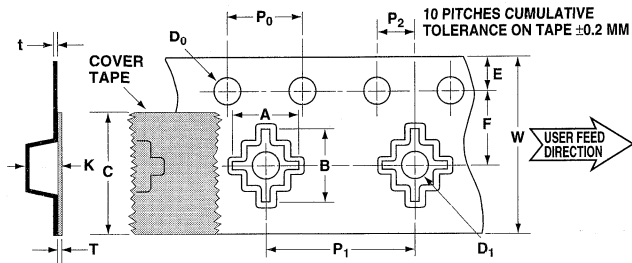 P0
P2
10 PITCHES CUMULATIVE
TOLERANCE ON TAPE ±0.2 MM
t
D0
E
COVER
TAPE
A
F
W
USER FEED
DIRECTION
K
C
B
T
P1
D1